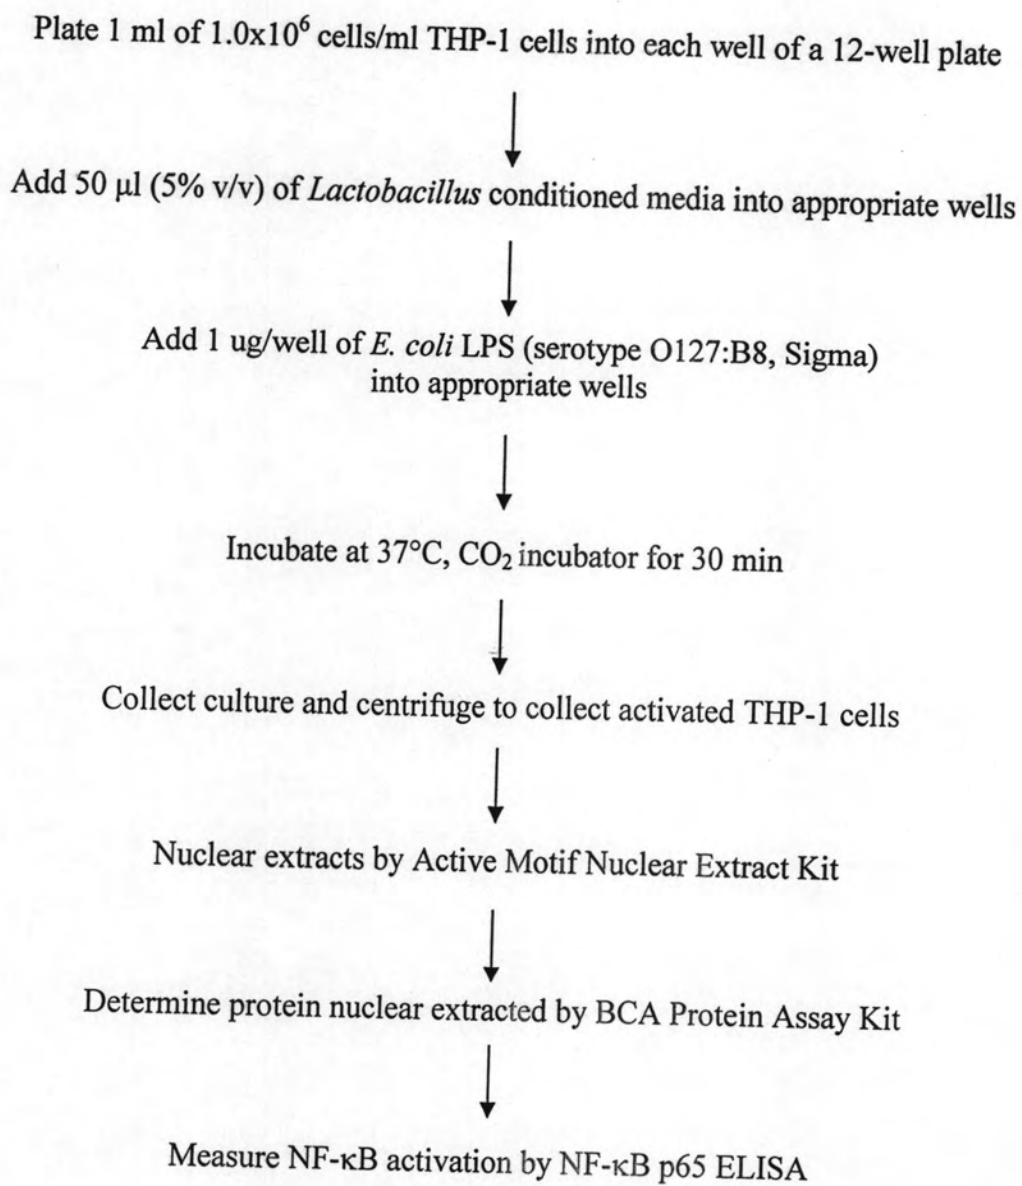 Plate 1 ml of 1.0x10⁶ cells/ml THP-1 cells into each well of a 12-well plate
Add 50 μl (5% v/v) of Lactobacillus conditioned media into appropriate wells
Add 1 ug/well of E. coli LPS (serotype O127:B8, Sigma)
into appropriate wells
Incubate at 37°C, CO₂ incubator for 30 min
Collect culture and centrifuge to collect activated THP-1 cells
Nuclear extracts by Active Motif Nuclear Extract Kit
Determine protein nuclear extracted by BCA Protein Assay Kit
Measure NF-κB activation by NF-κB p65 ELISA